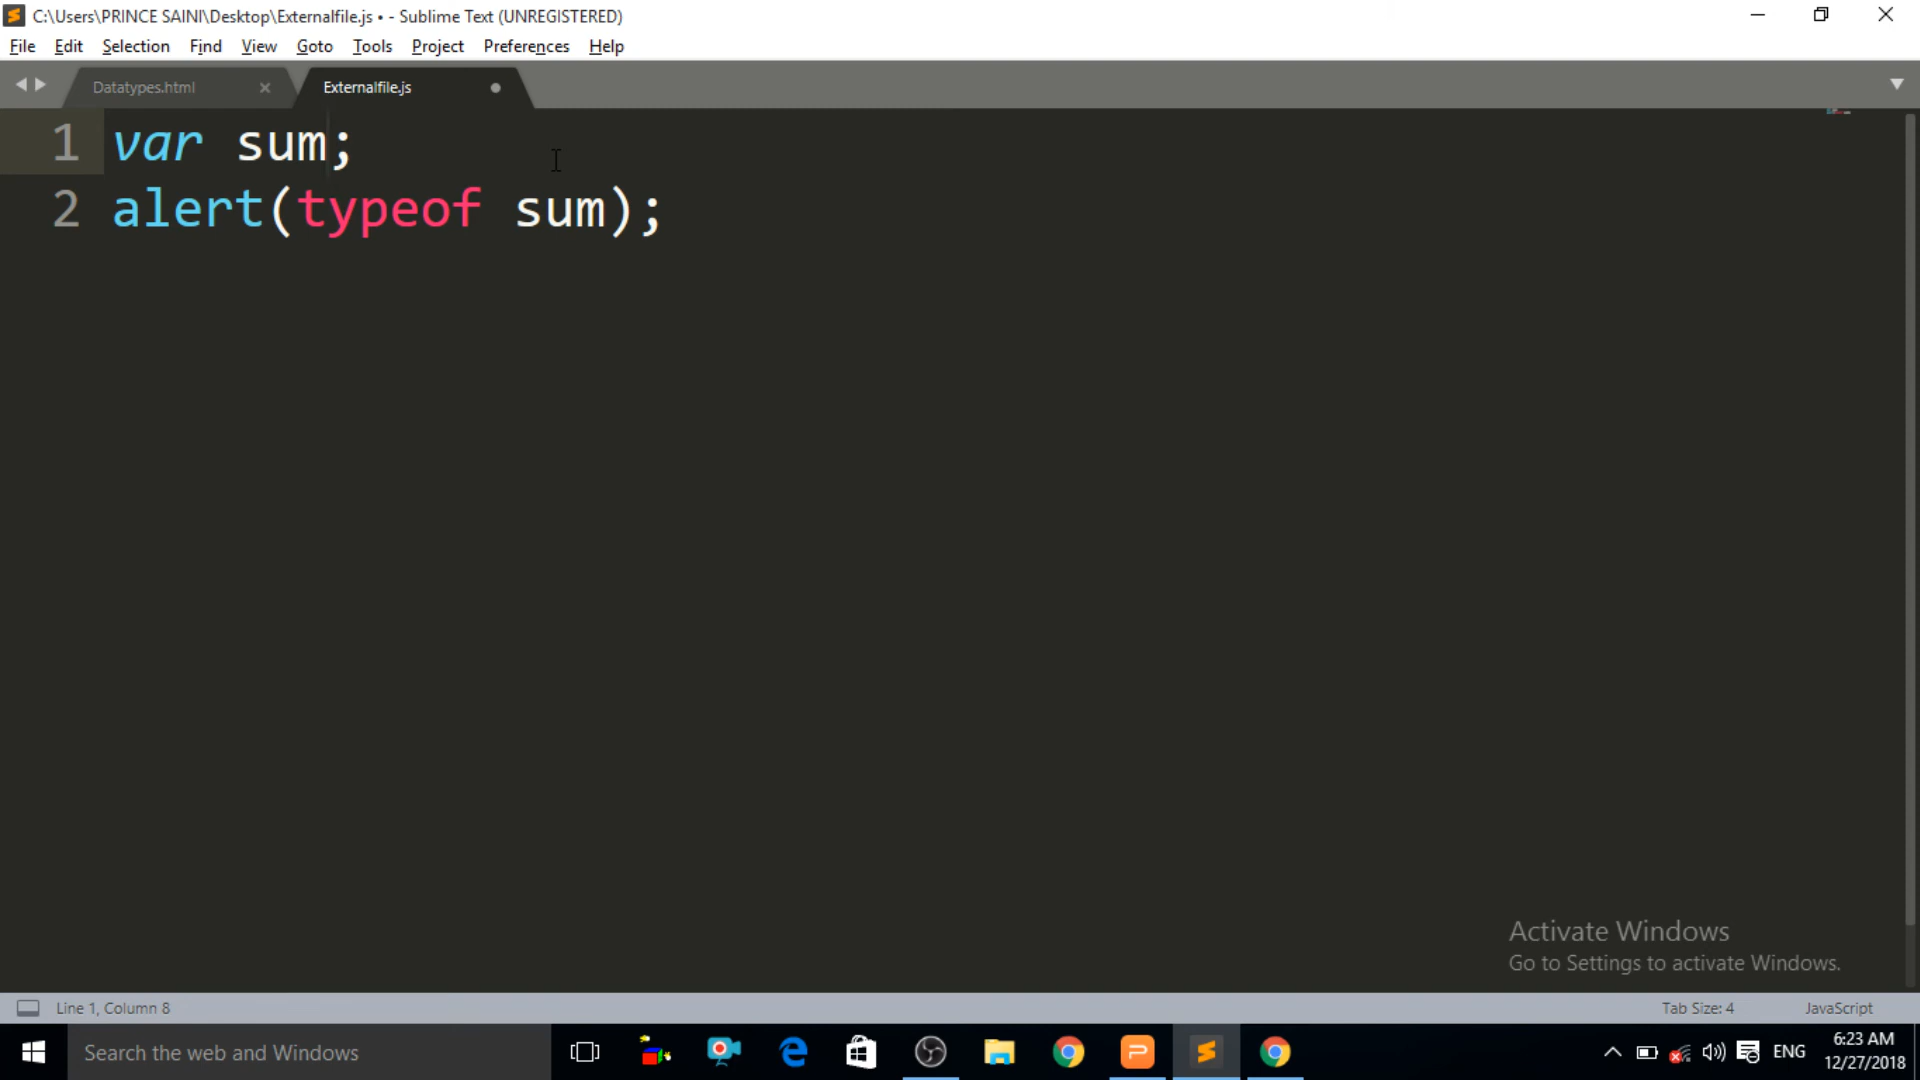 C:\Users\PRINCE SAINI\Desktop\Externalfile.js • - Sublime Text (UNREGISTERED)
File Edit Selection Find View Goto Tools Project Preferences Help
Datatypes.html Externalfile.js
1 var sum;
2 alert(typeof sum);
Activate Windows
Go to Settings to activate Windows.
Line 1, Column 8 Tab Size: 4 JavaScript
Search the web and Windows ENG 6:23 AM
12/27/2018